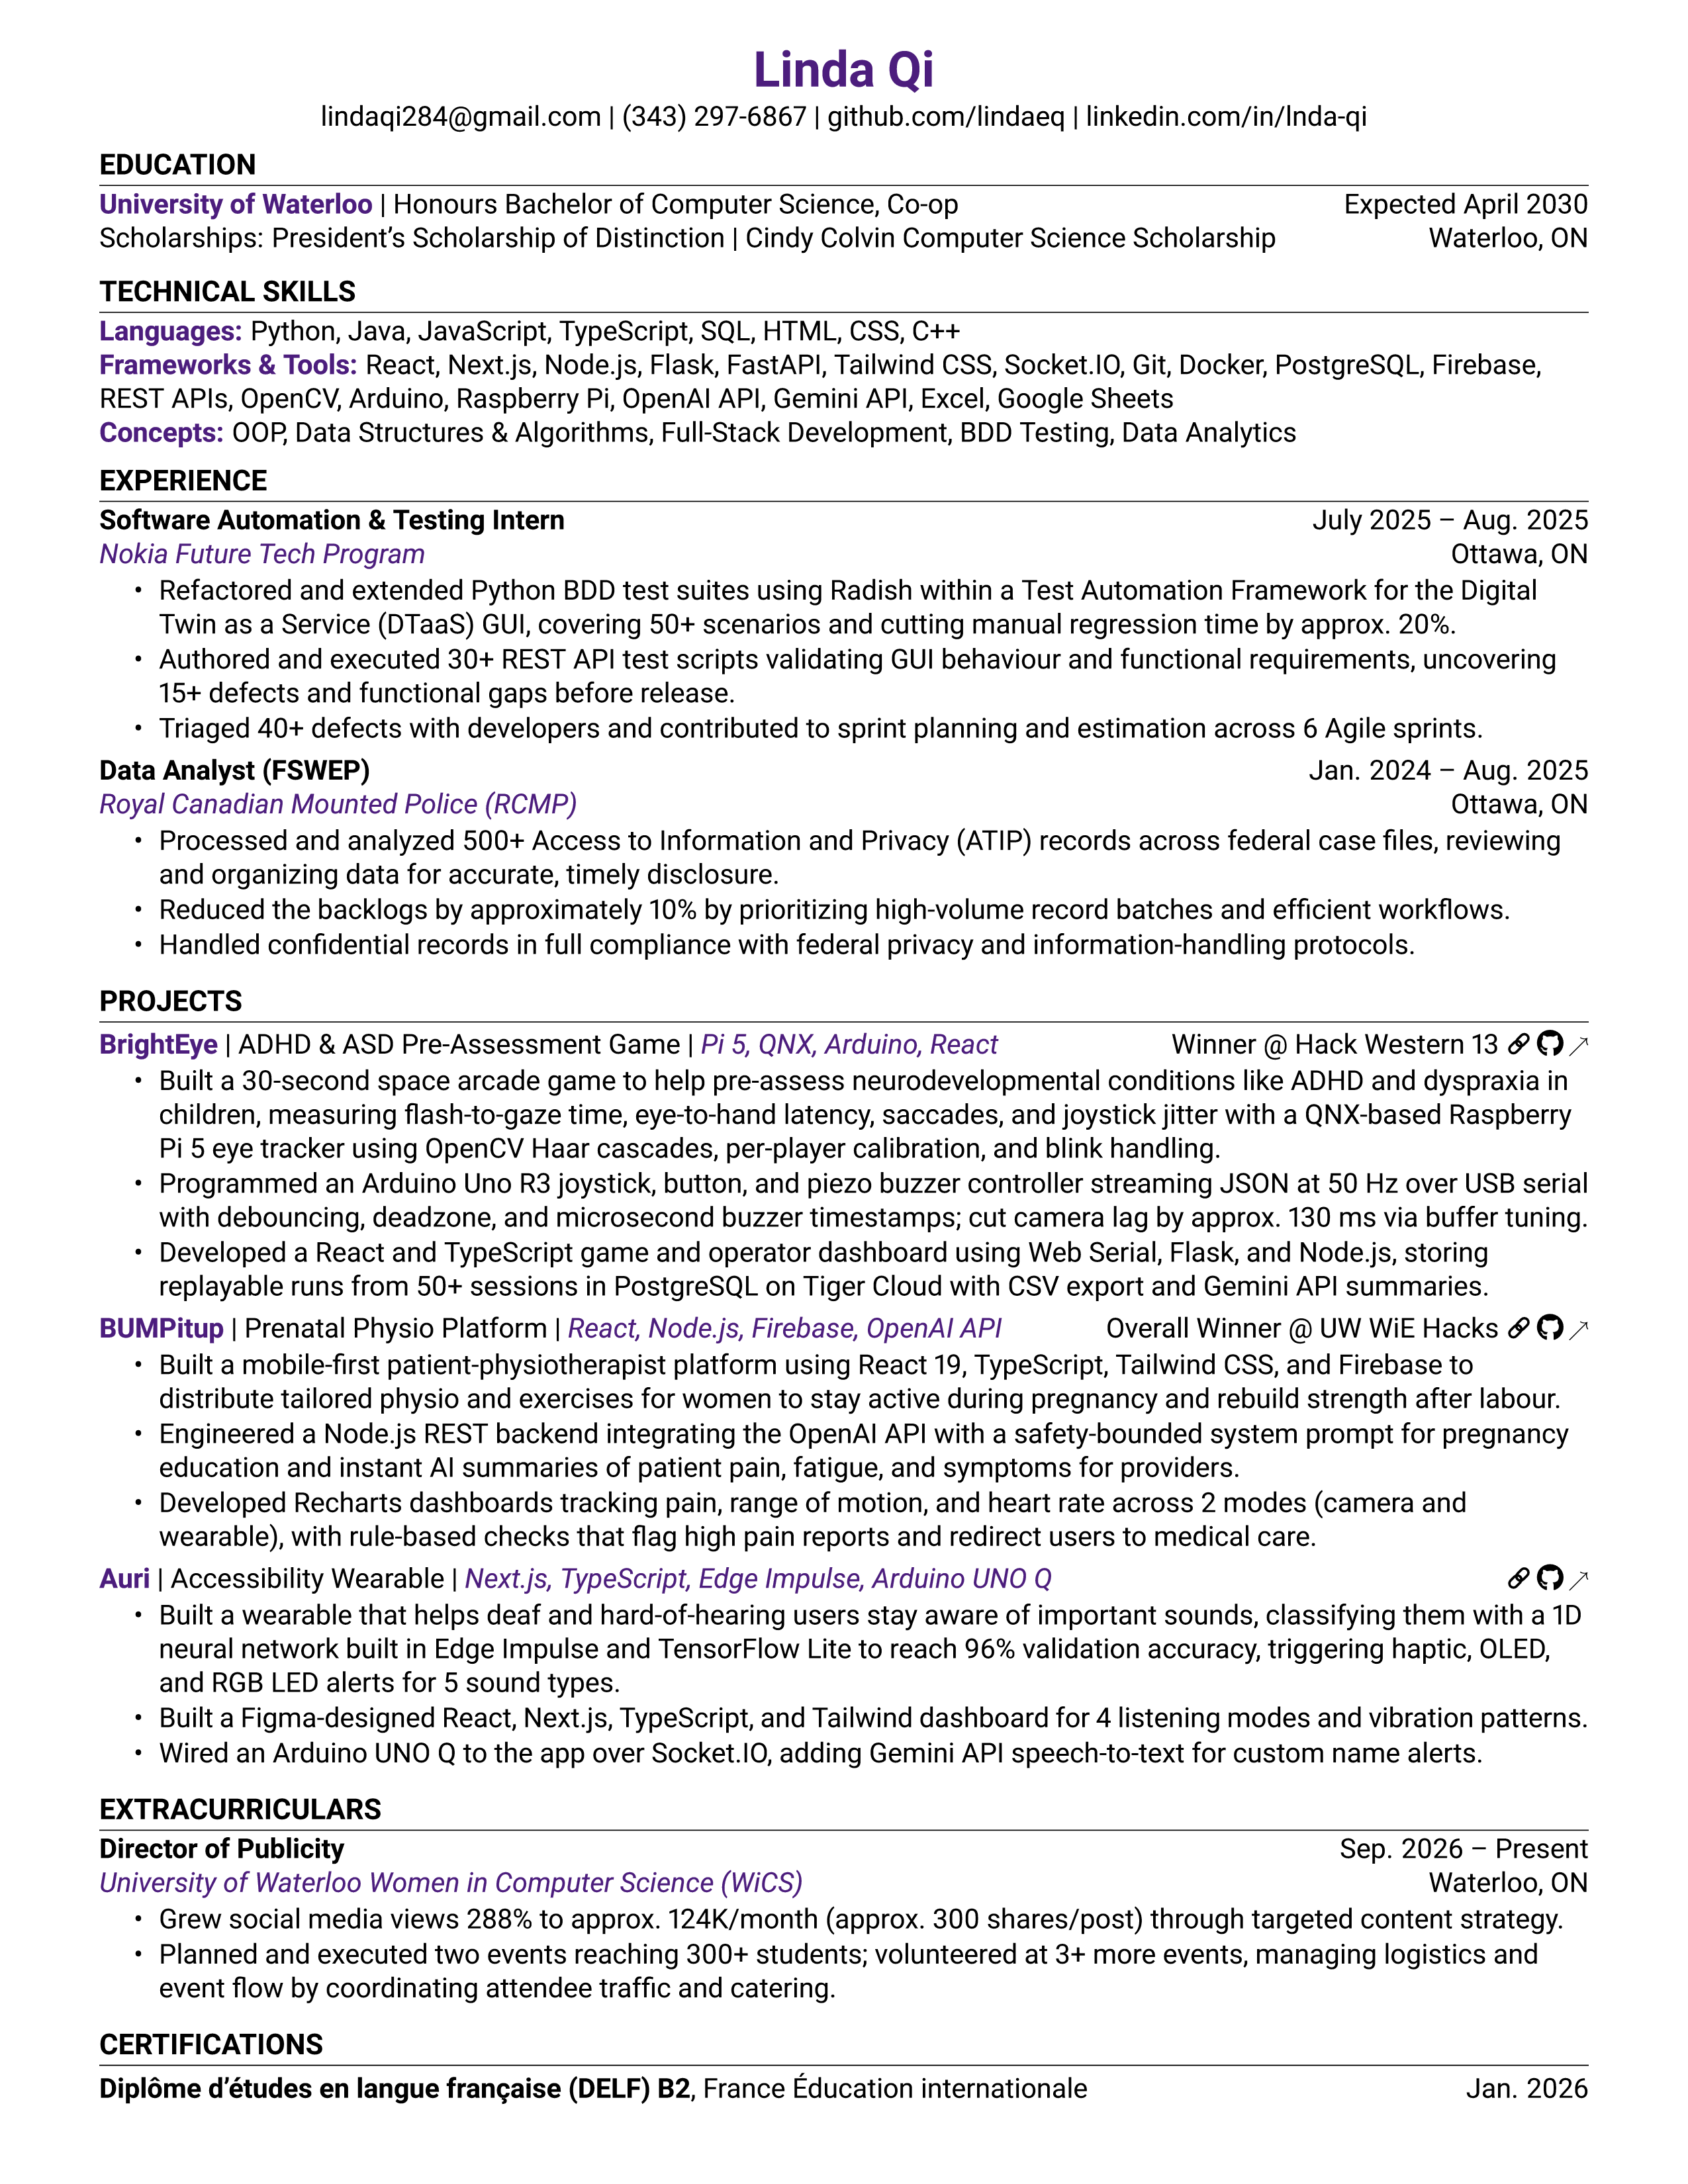 Linda Qi
lindaqi284@gmail.com | (343) 297-6867 | github.com/lindaeq | linkedin.com/in/lnda-qi
EDUCATION
University of Waterloo | Honours Bachelor of Computer Science, Co-op Expected April 2030
Scholarships: President’s Scholarship of Distinction | Cindy Colvin Computer Science Scholarship Waterloo, ON
TECHNICAL SKILLS
Languages: Python, Java, JavaScript, TypeScript, SQL, HTML, CSS, C++
Frameworks & Tools: React, Next.js, Node.js, Flask, FastAPI, Tailwind CSS, Socket.IO, Git, Docker, PostgreSQL, Firebase,
REST APIs, OpenCV, Arduino, Raspberry Pi, OpenAI API, Gemini API, Excel, Google Sheets
Concepts: OOP, Data Structures & Algorithms, Full-Stack Development, BDD Testing, Data Analytics
EXPERIENCE
Software Automation & Testing Intern July 2025 – Aug. 2025
Nokia Future Tech Program Ottawa, ON
• Refactored and extended Python BDD test suites using Radish within a Test Automation Framework for the Digital
Twin as a Service (DTaaS) GUI, covering 50+ scenarios and cutting manual regression time by approx. 20%.
• Authored and executed 30+ REST API test scripts validating GUI behaviour and functional requirements, uncovering
15+ defects and functional gaps before release.
• Triaged 40+ defects with developers and contributed to sprint planning and estimation across 6 Agile sprints.
Data Analyst (FSWEP) Jan. 2024 – Aug. 2025
Royal Canadian Mounted Police (RCMP) Ottawa, ON
• Processed and analyzed 500+ Access to Information and Privacy (ATIP) records across federal case files, reviewing
and organizing data for accurate, timely disclosure.
• Reduced the backlogs by approximately 10% by prioritizing high-volume record batches and efficient workflows.
• Handled confidential records in full compliance with federal privacy and information-handling protocols.
PROJECTS
BrightEye | ADHD & ASD Pre-Assessment Game | Pi 5, QNX, Arduino, React Winner @ Hack Western 13
• Built a 30-second space arcade game to help pre-assess neurodevelopmental conditions like ADHD and dyspraxia in
children, measuring flash-to-gaze time, eye-to-hand latency, saccades, and joystick jitter with a QNX-based Raspberry
Pi 5 eye tracker using OpenCV Haar cascades, per-player calibration, and blink handling.
• Programmed an Arduino Uno R3 joystick, button, and piezo buzzer controller streaming JSON at 50 Hz over USB serial
with debouncing, deadzone, and microsecond buzzer timestamps; cut camera lag by approx. 130 ms via buffer tuning.
• Developed a React and TypeScript game and operator dashboard using Web Serial, Flask, and Node.js, storing
replayable runs from 50+ sessions in PostgreSQL on Tiger Cloud with CSV export and Gemini API summaries.
BUMPitup | Prenatal Physio Platform | React, Node.js, Firebase, OpenAI API Overall Winner @ UW WiE Hacks
• Built a mobile-first patient-physiotherapist platform using React 19, TypeScript, Tailwind CSS, and Firebase to
distribute tailored physio and exercises for women to stay active during pregnancy and rebuild strength after labour.
• Engineered a Node.js REST backend integrating the OpenAI API with a safety-bounded system prompt for pregnancy
education and instant AI summaries of patient pain, fatigue, and symptoms for providers.
• Developed Recharts dashboards tracking pain, range of motion, and heart rate across 2 modes (camera and
wearable), with rule-based checks that flag high pain reports and redirect users to medical care.
Auri | Accessibility Wearable | Next.js, TypeScript, Edge Impulse, Arduino UNO Q
• Built a wearable that helps deaf and hard-of-hearing users stay aware of important sounds, classifying them with a 1D
neural network built in Edge Impulse and TensorFlow Lite to reach 96% validation accuracy, triggering haptic, OLED,
and RGB LED alerts for 5 sound types.
• Built a Figma-designed React, Next.js, TypeScript, and Tailwind dashboard for 4 listening modes and vibration patterns.
• Wired an Arduino UNO Q to the app over Socket.IO, adding Gemini API speech-to-text for custom name alerts.
EXTRACURRICULARS
Director of Publicity Sep. 2026 – Present
University of Waterloo Women in Computer Science (WiCS) Waterloo, ON
• Grew social media views 288% to approx. 124K/month (approx. 300 shares/post) through targeted content strategy.
• Planned and executed two events reaching 300+ students; volunteered at 3+ more events, managing logistics and
event flow by coordinating attendee traffic and catering.
CERTIFICATIONS
Diplôme d’études en langue française (DELF) B2, France Éducation internationale Jan. 2026